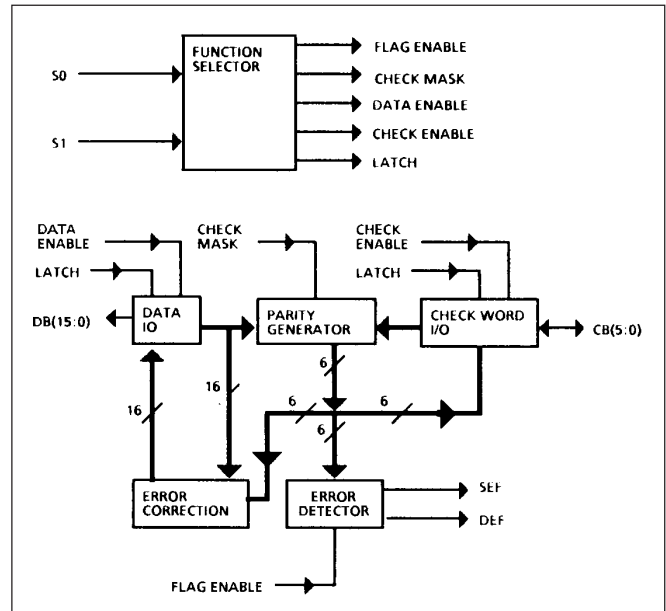 FUNCTION
SELECTOR
S0
S1
FLAG ENABLE
CHECK MASK
DATA ENABLE
CHECK ENABLE
LATCH
DATA
ENABLE
LATCH
CHECK
MASK
CHECK
ENABLE
LATCH
DB(15:0)
DATA
IO
PARITY
GENERATOR
CHECK WORD
I/O
CB(5:0)
6
16
16
6
6
6
ERROR
CORRECTION
ERROR
DETECTOR
SEF
DEF
FLAG ENABLE